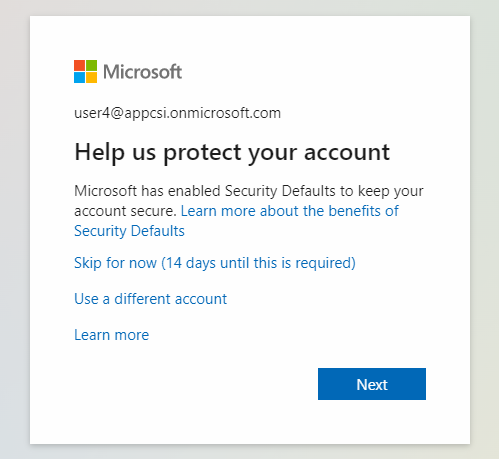 Microsoft
user4@appcsi.onmicrosoft.com
Help us protect your account
Microsoft has enabled Security Defaults to keep your
account secure. Learn more about the benefits of
Security Defaults
Skip for now (14 days until this is required)
Use a different account
Learn more
Next